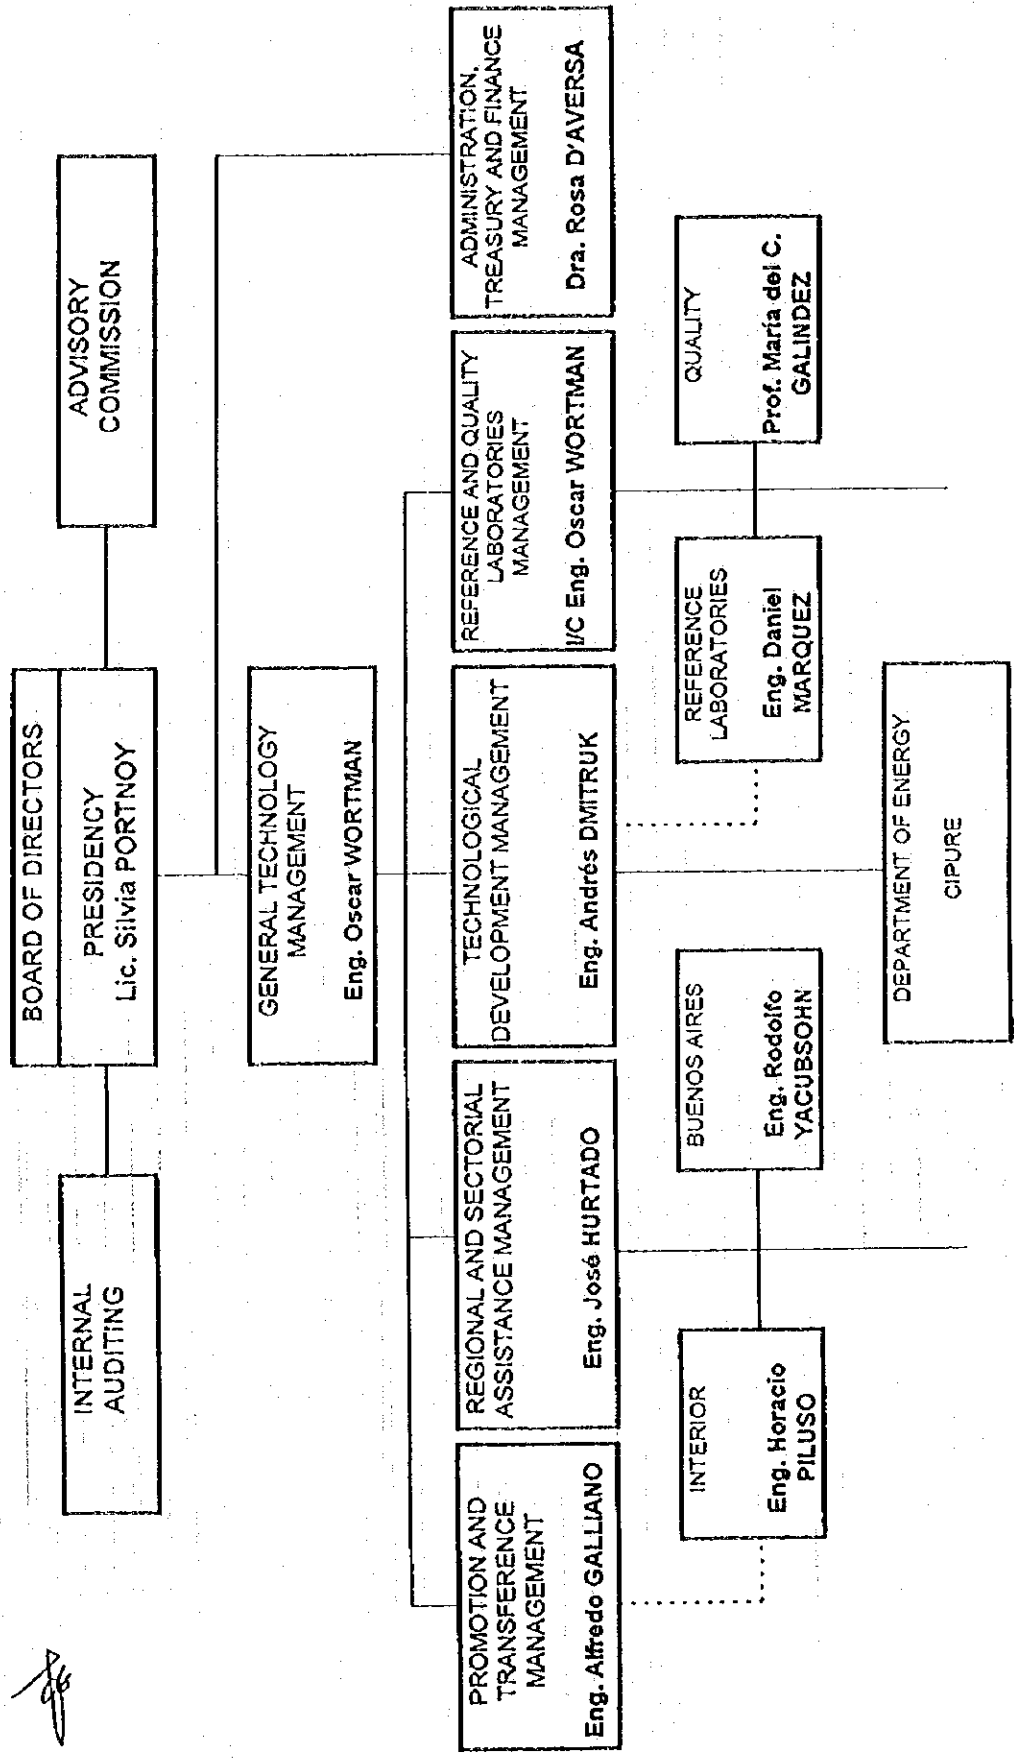 BOARD OF DIRECTORS
PRESIDENCY
Lic. Silvia PORTNOY
INTERNAL
AUDITING
ADVISORY
COMMISSION
GENERAL TECHNOLOGY
MANAGEMENT
Eng. Oscar WORTMAN
PROMOTION AND
TRANSFERENCE
MANAGEMENT
Eng. Alfredo GALLIANO
REGIONAL AND SECTORIAL
ASSISTANCE MANAGEMENT
Eng. José HURTADO
TECHNOLOGICAL
DEVELOPMENT MANAGEMENT
Eng. Andrés DMITRUK
REFERENCE AND QUALITY
LABORATORIES
MANAGEMENT
I/C Eng. Oscar WORTMAN
ADMINISTRATION,
TREASURY AND FINANCE
MANAGEMENT
Dra. Rosa D'AVERSA
INTERIOR
Eng. Horacio
PILUSO
BUENOS AIRES
Eng. Rodolfo
YACUBSOHN
REFERENCE
LABORATORIES
Eng. Daniel
MARQUEZ
QUALITY
Prof. María del C.
GALINDEZ
DEPARTMENT OF ENERGY
CIPURE